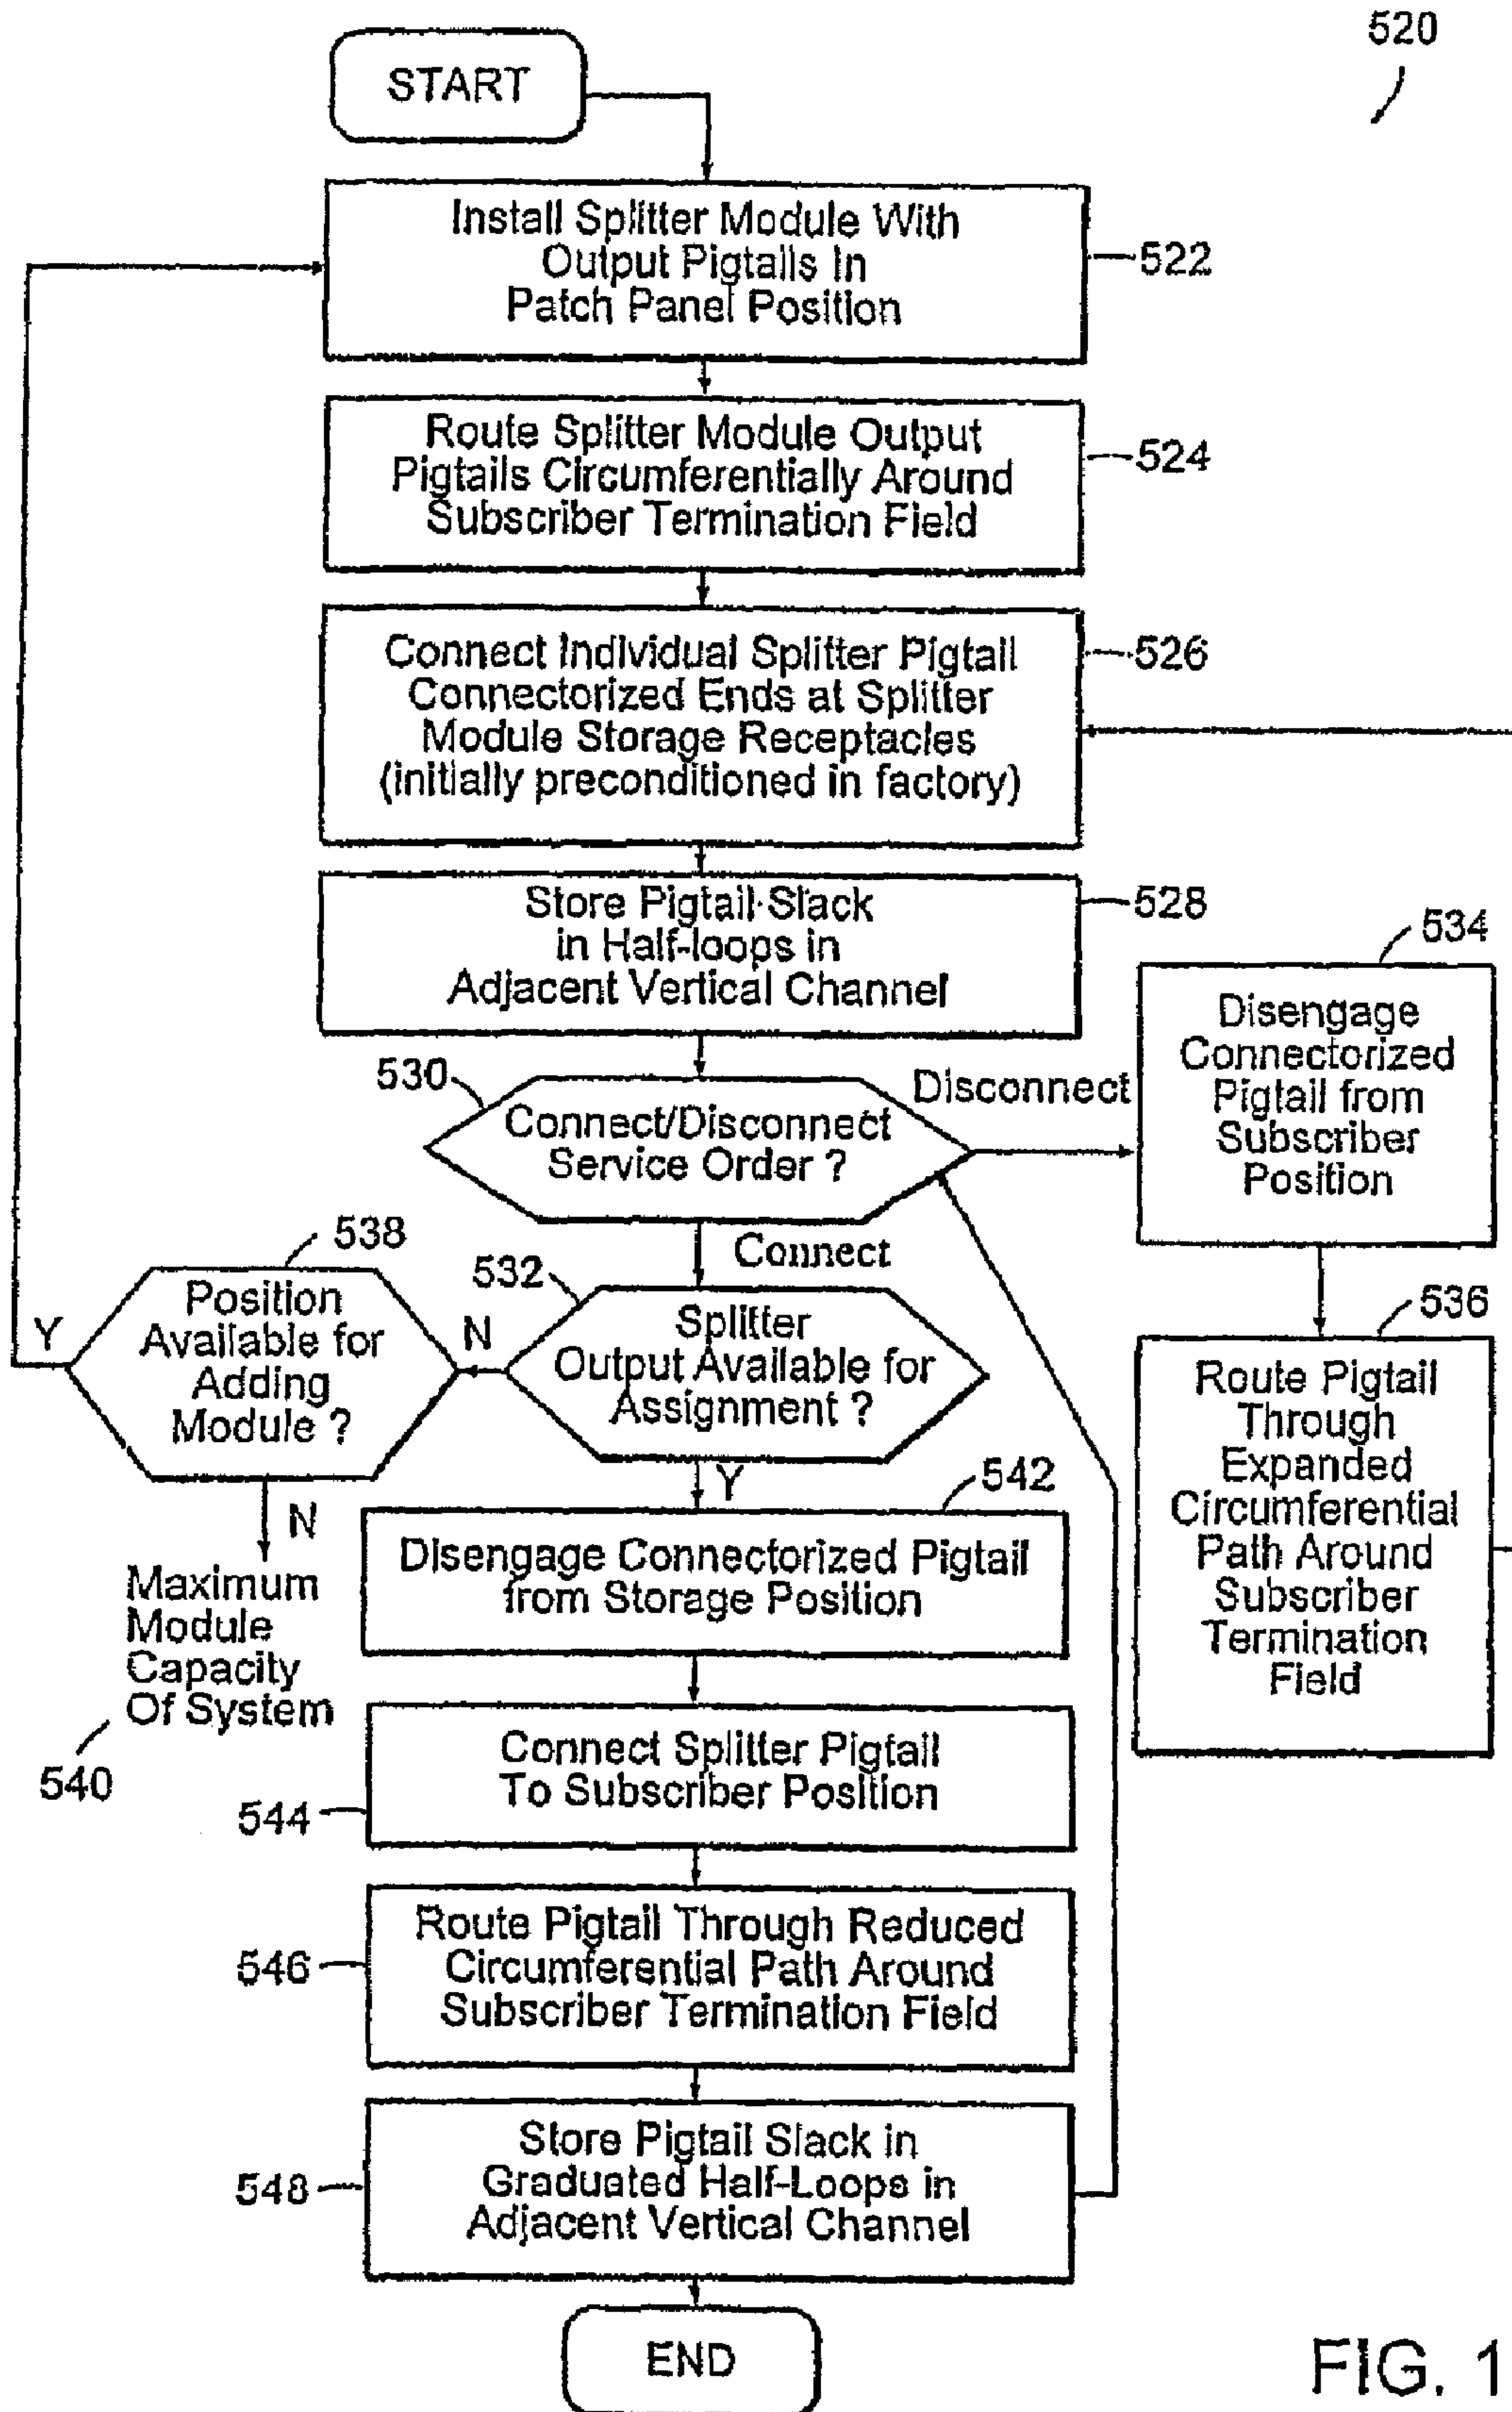 520
START
Install Splitter Module With
Output Pigtails In
Patch Panel Position
522
Route Splitter Module Output
Pigtails Circumferentially Around
Subscriber Termination Field
524
Connect Individual Splitter Pigtail
Connectorized Ends at Splitter
Module Storage Receptacles
(initially preconditioned in factory)
526
Store Pigtail Slack
in Half-loops in
Adjacent Vertical Channel
528
530
Connect/Disconnect
Service Order ?
Disconnect
534
Disengage
Connectorized
Pigtail from
Subscriber
Position
Connect
536
Route Pigtail
Through
Expanded
Circumferential
Path Around
Subscriber
Termination
Field
532
Splitter
Output Available for
Assignment ?
N
Y
538
Position
Available for
Adding
Module ?
Y
N
Maximum
Module
Capacity
Of System
540
542
Disengage Connectorized Pigtail
from Storage Position
Connect Splitter Pigtail
To Subscriber Position
544
Route Pigtail Through Reduced
Circumferential Path Around
Subscriber Termination Field
546
Store Pigtail Slack in
Graduated Half-Loops in
Adjacent Vertical Channel
548
END
FIG. 1